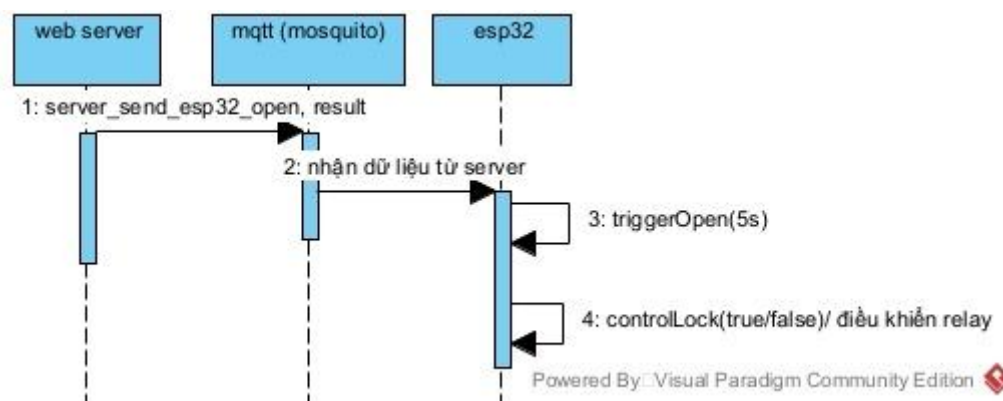 web server
mqtt (mosquito)
esp32
1: server_send_esp32_open, result
2: nhận dữ liệu từ server
3: triggerOpen(5s)
4: controlLock(true/false)/ điều khiển relay
Powered By Visual Paradigm Community Edition